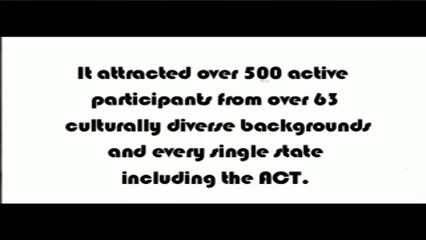 It attracted over 500 active
participants from over 63
culturally diverse backgrounds
and every single state
including the ACT.